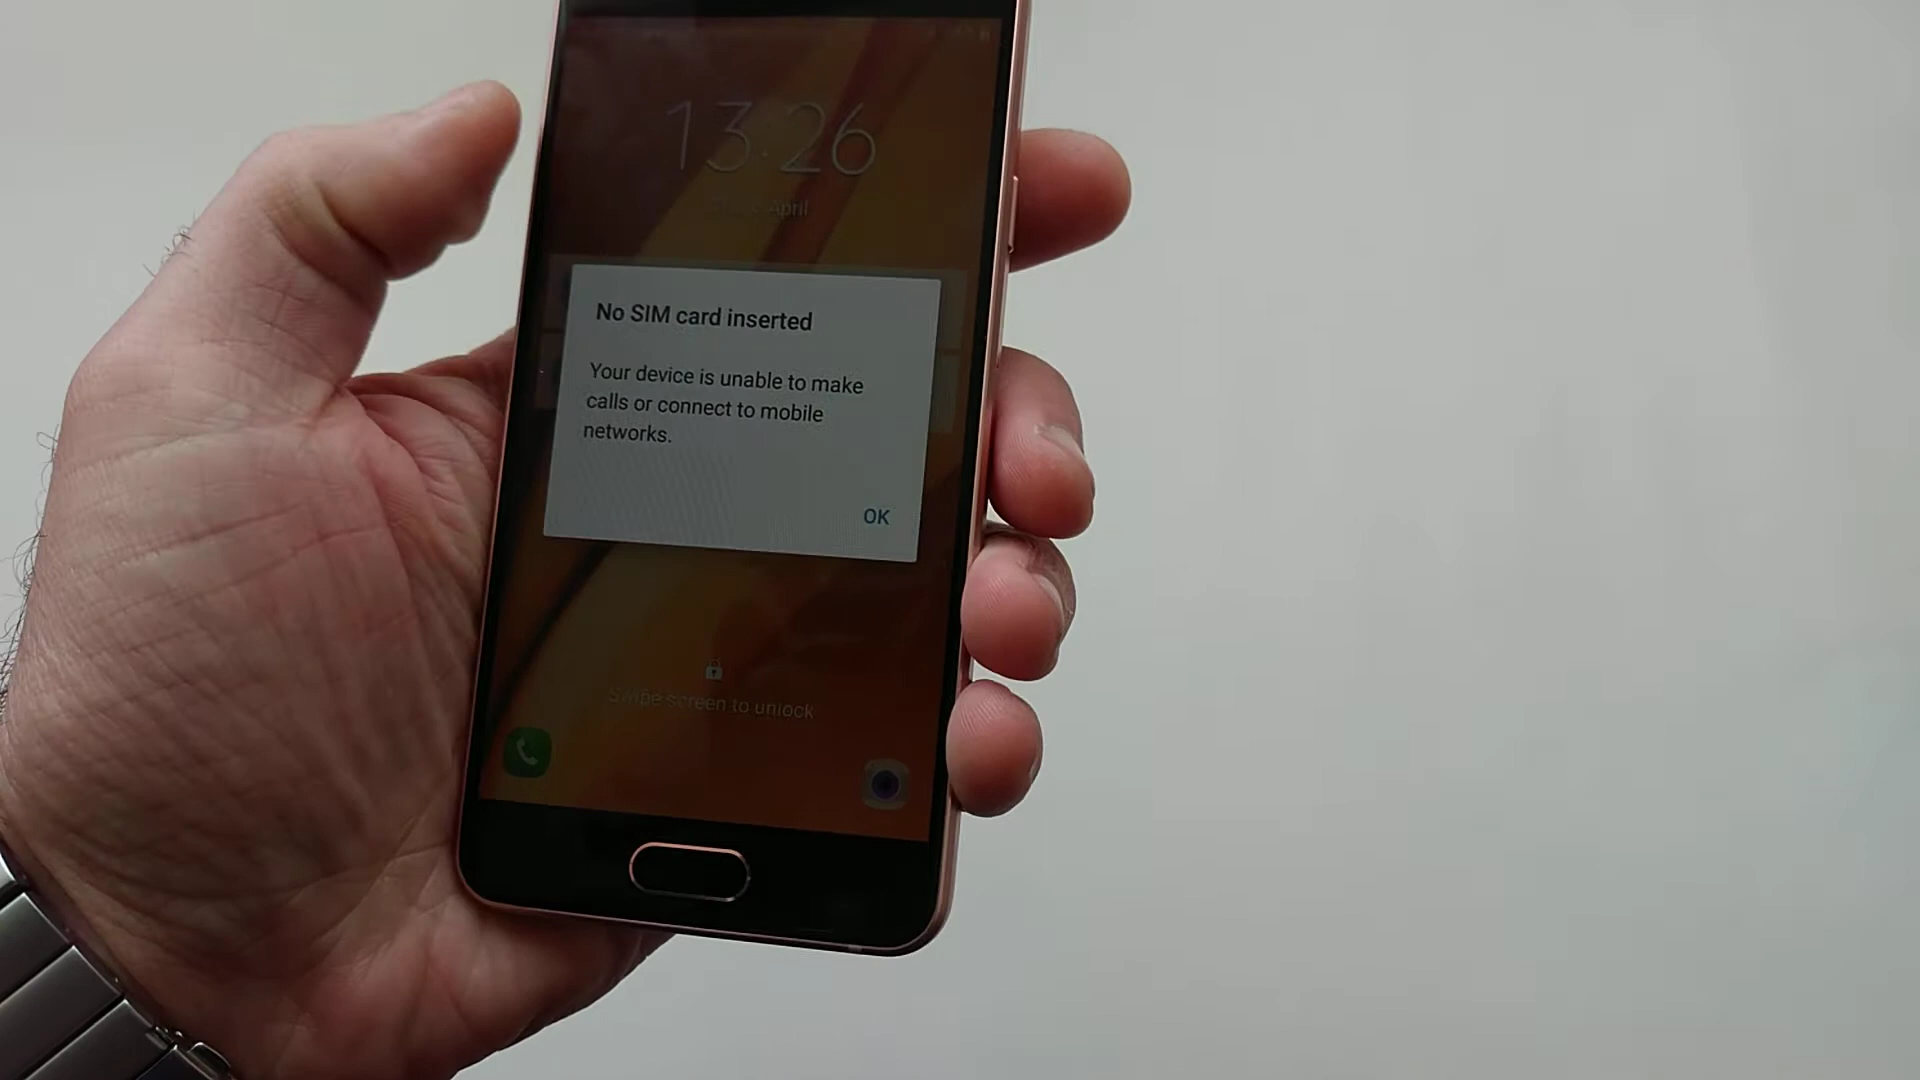 13:26
April
No SIM card inserted
Your device is unable to make
calls or connect to mobile
networks.
OK
Swipe screen to unlock